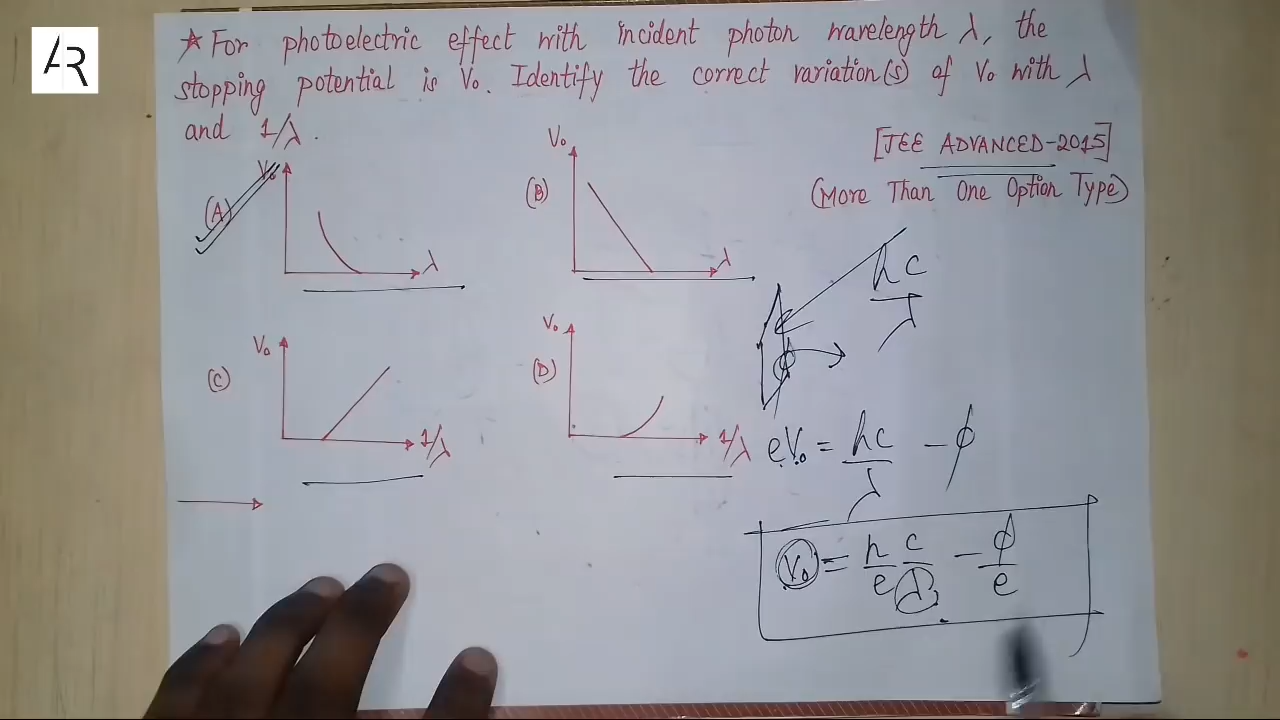 AR
★ For photoelectric effect with incident photon wavelength λ, the
stopping potential is V₀. Identify the correct variation(s) of V₀ with λ
and 1/λ.
[JEE ADVANCED-2015]
(More Than One Option Type)
(A) V₀ λ
(B) V₀ λ
(C) V₀ 1/λ
(D) V₀ 1/λ
hc/λ
ϕ
eV₀ = hc/λ - ϕ
V₀ = h/e c/λ - ϕ/e